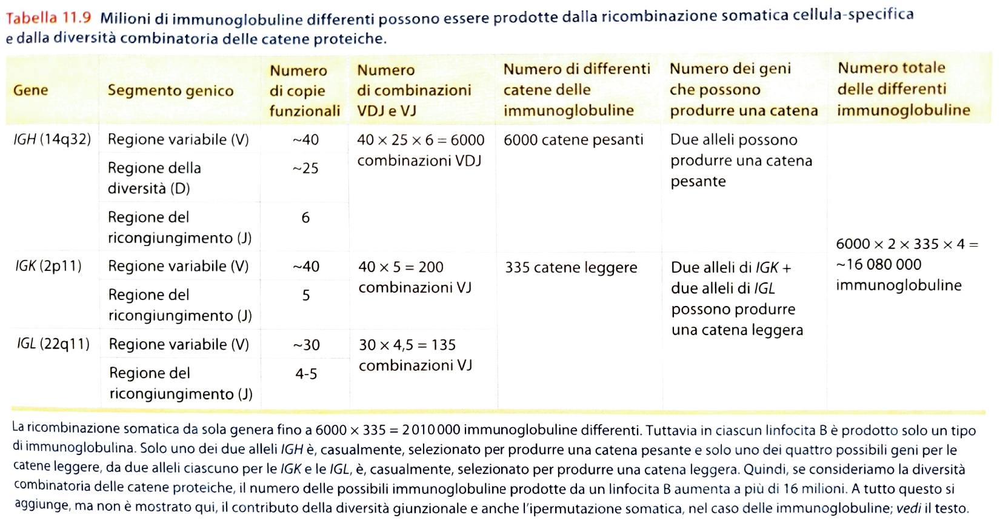 Tabella 11.9 Milioni di immunoglobuline differenti possono essere prodotte dalla ricombinazione somatica cellula-specifica
e dalla diversità combinatoria delle catene proteiche.
Gene
Segmento genico
Numero
di copie
funzionali
Numero
di combinazioni
VDJ e VJ
Numero di differenti
catene delle
immunoglobuline
Numero dei geni
che possono
produrre una catena
Numero totale
delle differenti
immunoglobuline
IGH (14q32)
Regione variabile (V)
~40
40 × 25 × 6 = 6000
combinazioni VDJ
6000 catene pesanti
Due alleli possono
produrre una catena
pesante
Regione della
diversità (D)
~25
Regione del
ricongiungimento (J)
6
6000 × 2 × 335 × 4 =
~16 080 000
immunoglobuline
IGK (2p11)
Regione variabile (V)
~40
40 × 5 = 200
combinazioni VJ
335 catene leggere
Due alleli di IGK +
due alleli di IGL
possono produrre
una catena leggera
Regione del
ricongiungimento (J)
5
IGL (22q11)
Regione variabile (V)
~30
30 × 4,5 = 135
combinazioni VJ
Regione del
ricongiungimento (J)
4-5
La ricombinazione somatica da sola genera fino a 6000 × 335 = 2 010 000 immunoglobuline differenti. Tuttavia in ciascun linfocita B è prodotto solo un tipo
di immunoglobulina. Solo uno dei due alleli IGH è, casualmente, selezionato per produrre una catena pesante e solo uno dei quattro possibili geni per le
catene leggere, da due alleli ciascuno per le IGK e le IGL, è, casualmente, selezionato per produrre una catena leggera. Quindi, se consideriamo la diversità
combinatoria delle catene proteiche, il numero delle possibili immunoglobuline prodotte da un linfocita B aumenta a più di 16 milioni. A tutto questo si
aggiunge, ma non è mostrato qui, il contributo della diversità giunzionale e anche l'ipermutazione somatica, nel caso delle immunoglobuline; vedi il testo.